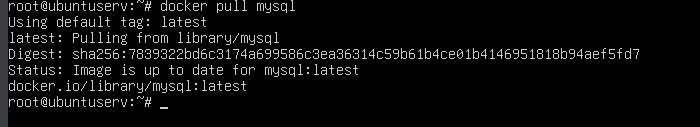 root@ubuntuserv:~# docker pull mysql
Using default tag: latest
latest: Pulling from library/mysql
Digest: sha256:7839322bd6c3174a699586c3ea36314c59b61b4ce01b4146951818b94aef5fd7
Status: Image is up to date for mysql:latest
docker.io/library/mysql:latest
root@ubuntuserv:~# _